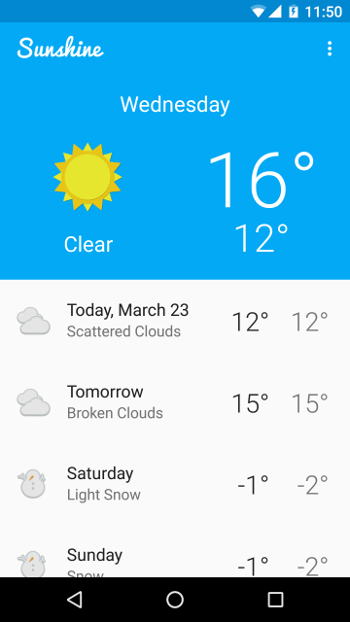 11:50
Sunshine
Wednesday
16°
Clear
12°
Today, March 23
Scattered Clouds
12° 12°
Tomorrow
Broken Clouds
15° 15°
Saturday
Light Snow
-1° -2°
Sunday
Snow
-1° -2°